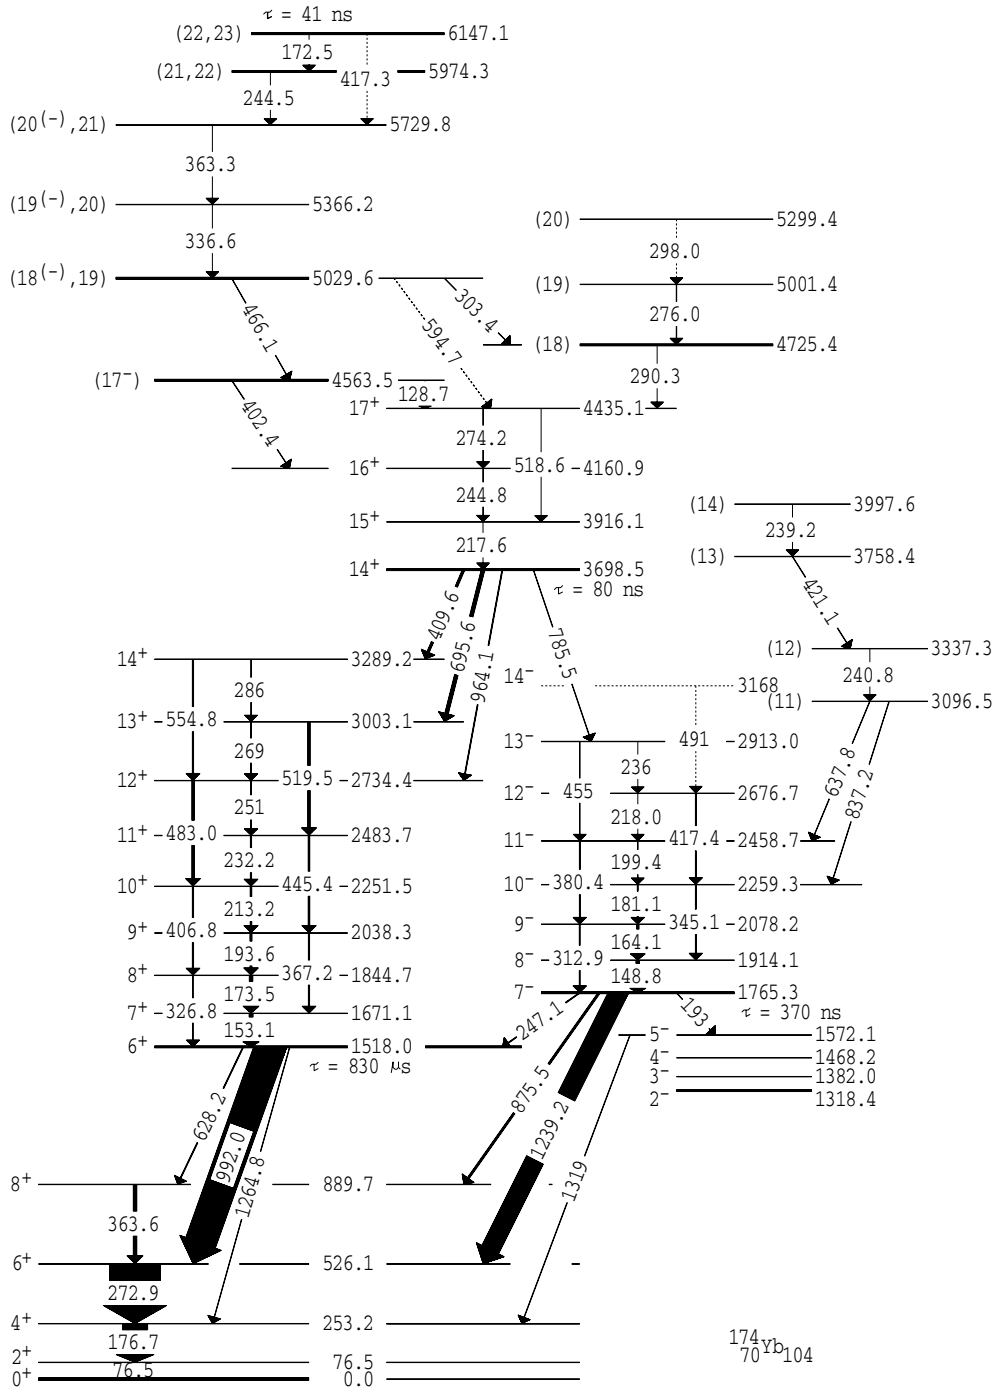 τ = 41 ns
(22,23) 6147.1
172.5
(21,22) 5974.3
417.3
244.5
(20(−),21) 5729.8
363.3
(19(−),20) 5366.2
(20) 5299.4
336.6 298.0
(18(−),19) 5029.6 (19) 5001.4
303.4
466.1 594.7 276.0
(18) 4725.4
(17−) 4563.5 290.3
128.7
17+ 4435.1
402.4 274.2
16+ 518.6 4160.9
244.8
15+ 3916.1 (14) 3997.6
217.6 239.2
14+ 3698.5 (13) 3758.4
τ = 80 ns
409.6 695.6 964.1 785.5 421.1
14+ 3289.2 (12) 3337.3
286 14− 3168 240.8
13+ 554.8 3003.1 (11) 3096.5
269 13− 491 2913.0
12+ 519.5 2734.4 236 637.8 837.2
251 12− 455 2676.7
11+ 483.0 2483.7 218.0
232.2 11− 417.4 2458.7
199.4
10+ 445.4 2251.5 10− 380.4 2259.3
213.2 181.1
9+ 406.8 2038.3 9− 345.1 2078.2
193.6 164.1
8+ 367.2 1844.7 8− 312.9 1914.1
173.5 148.8
7+ 326.8 1671.1 7− 1765.3
153.1 247.1 193 τ = 370 ns
6+ 1518.0 5− 1572.1
τ = 830 μs 4− 1468.2
3− 1382.0
2− 1318.4
628.2 992.0 1264.8 875.5 1239.2 1319
8+ 889.7
363.6
6+ 526.1
272.9
4+ 253.2
176.7
2+ 76.5
76.5
0+ 0.0
174
70Yb104